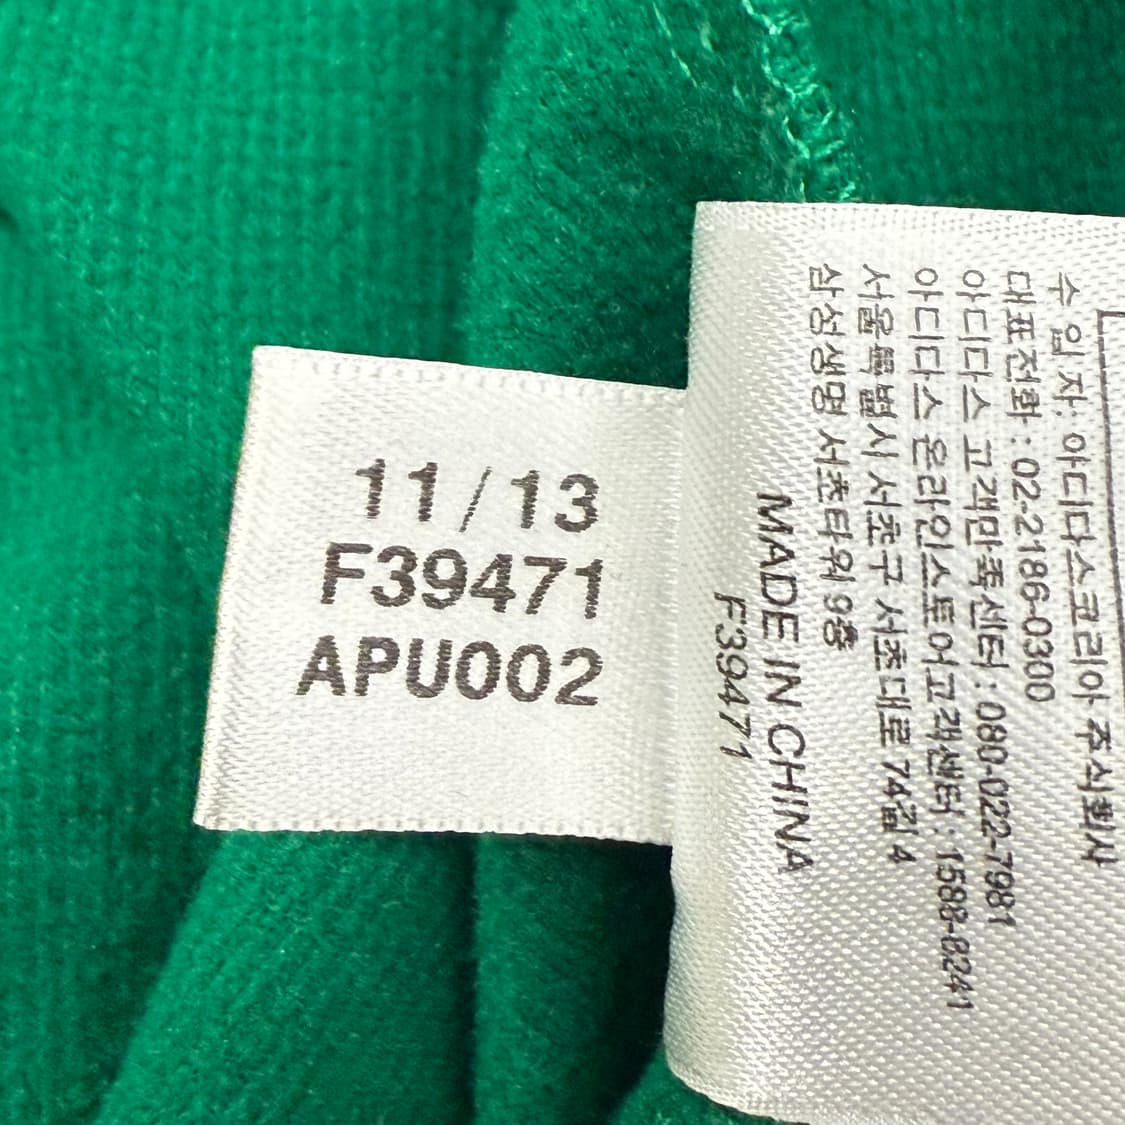 11/13
F39471
APU002
수 입 자: 아디다스코리아 주식회사
대표전화 : 02-2186-0300
아디다스 고객만족센터 : 080-022-7981
아디다스 온라인스토어 고객센터 : 1588-8241
서울특별시 서초구 서초대로 74길 4
삼성생명 서초타워 9층
MADE IN CHINA
F39471